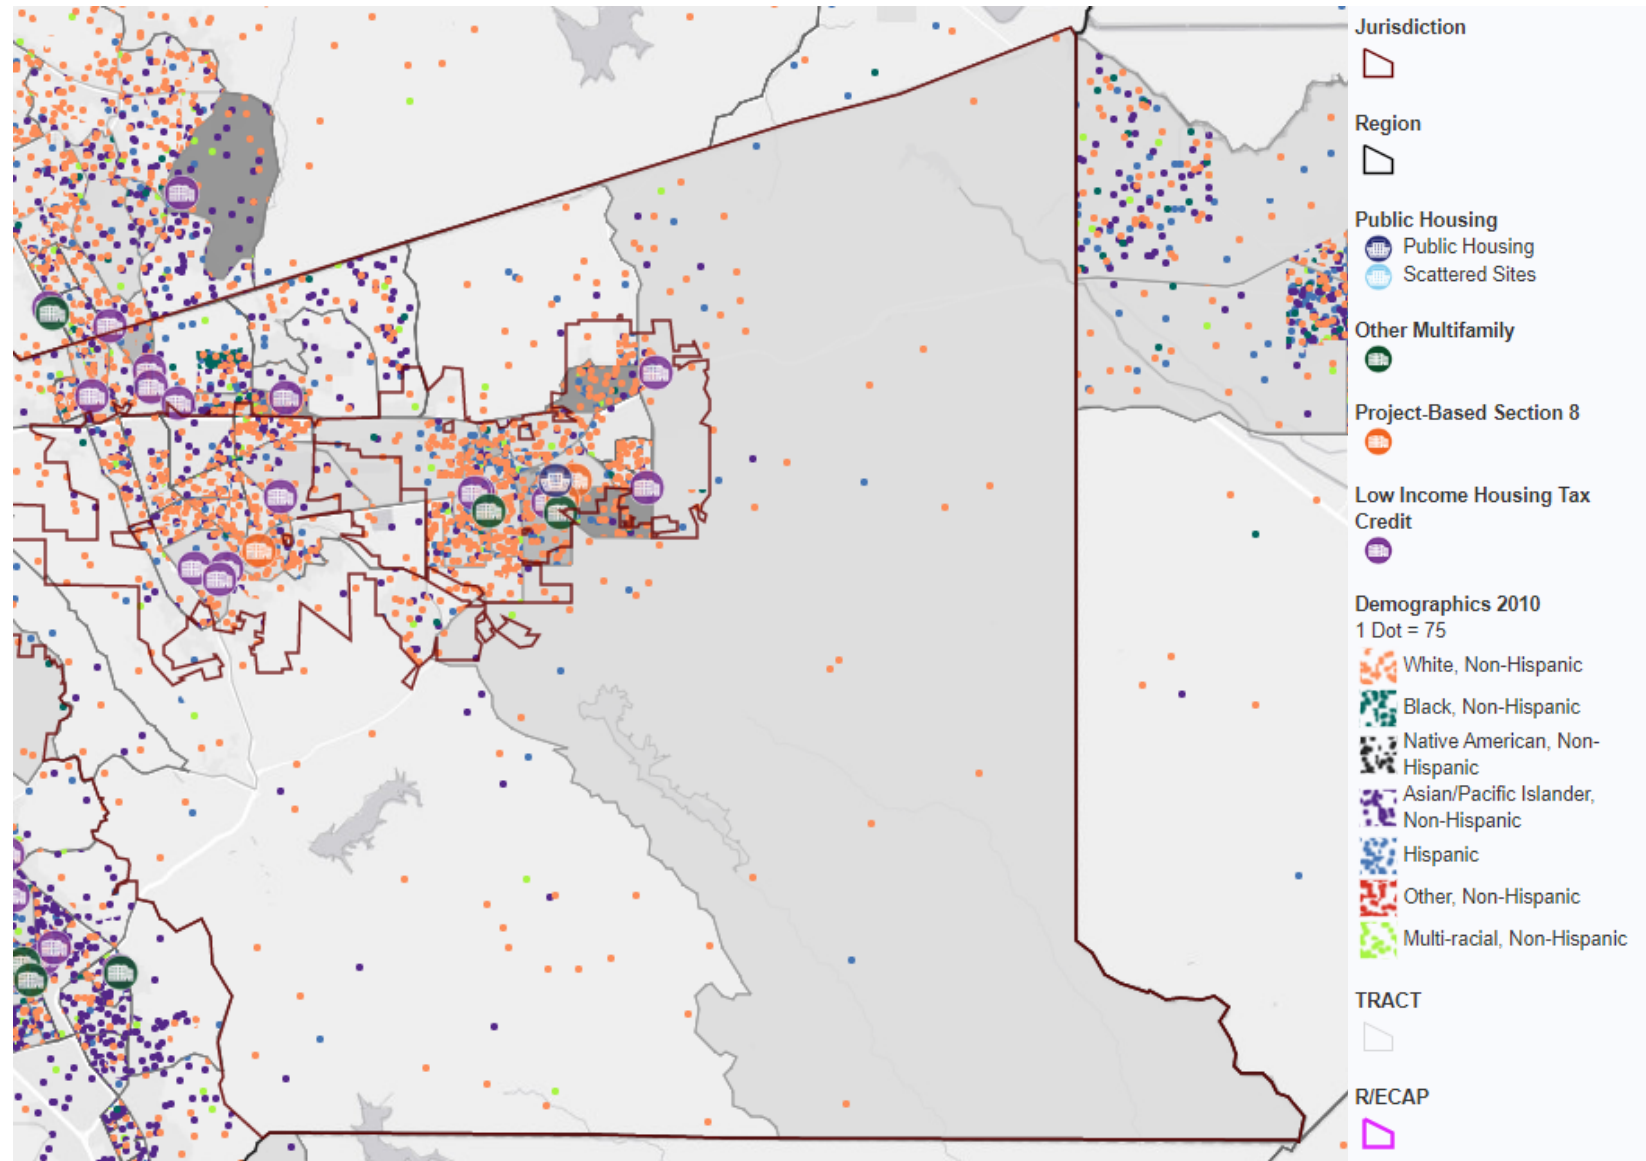 Jurisdiction
Region
Public Housing
Public Housing
Scattered Sites
Other Multifamily
Project-Based Section 8
Low Income Housing Tax
Credit
Demographics 2010
1 Dot = 75
White, Non-Hispanic
Black, Non-Hispanic
Native American, Non-
Hispanic
Asian/Pacific Islander,
Non-Hispanic
Hispanic
Other, Non-Hispanic
Multi-racial, Non-Hispanic
TRACT
R/ECAP